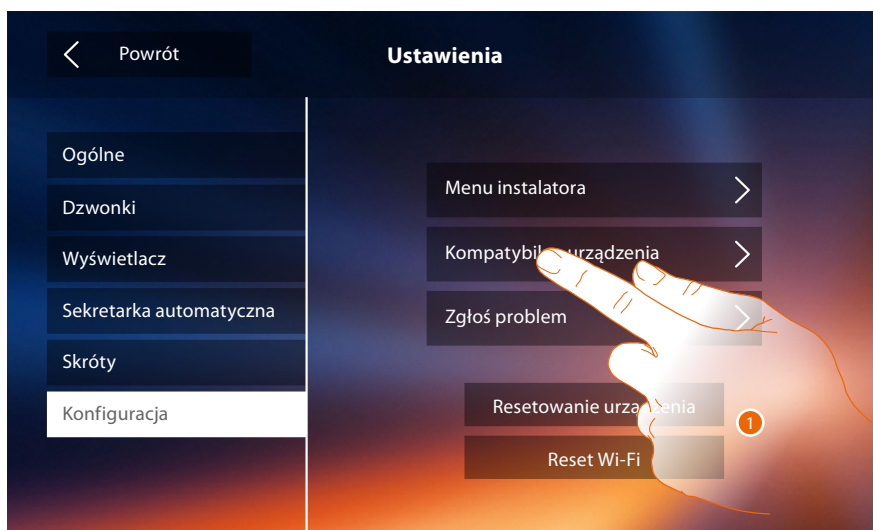 Powrót
Ustawienia
Ogólne
Dzwonki
Wyświetlacz
Sekretarka automatyczna
Skróty
Konfiguracja
Menu instalatora
urządzenia
Zgłoś problem
Resetowanie
1
Reset Wi-Fi